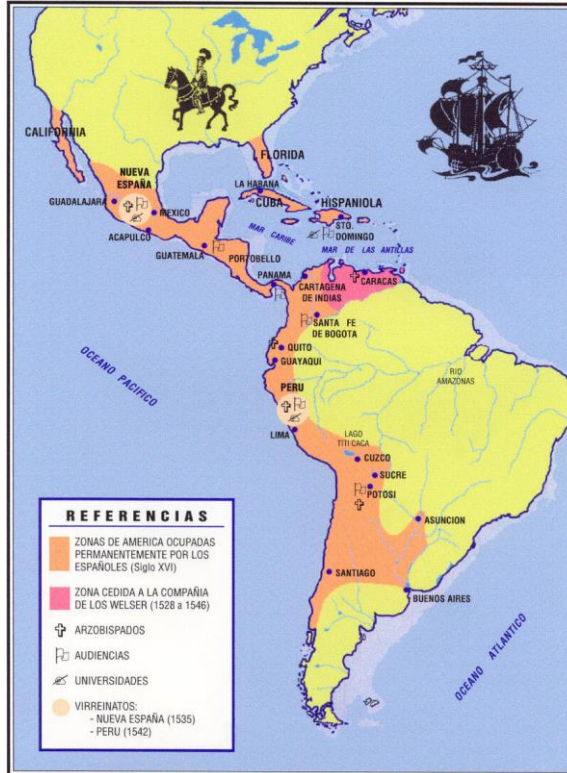 CALIFORNIA
NUEVA
ESPAÑA
GUADALAJARA
MEXICO
ACAPULCO
GUATEMALA
FLORIDA
LA HABANA
CUBA
HISPANIOLA
STO.
DOMINGO
MAR CARIBE
MAR DE LAS ANTILLAS
PORTOBELLO
PANAMA
CARTAGENA
DE INDIAS
CARACAS
SANTA FE
DE BOGOTA
QUITO
GUAYAQUI
RIO
AMAZONAS
OCEANO PACIFICO
PERU
LIMA
LAGO
TITI CACA
CUZCO
SUCRE
POTOSI
ASUNCION
SANTIAGO
BUENOS AIRES
OCEANO ATLANTICO
REFERENCIAS
ZONAS DE AMERICA OCUPADAS
PERMANENTEMENTE POR LOS
ESPAÑOLES (Siglo XVI)
ZONA CEDIDA A LA COMPAÑIA
DE LOS WELSER (1528 a 1546)
ARZOBISPADOS
AUDIENCIAS
UNIVERSIDADES
VIRREINATOS:
- NUEVA ESPAÑA (1535)
- PERU (1542)